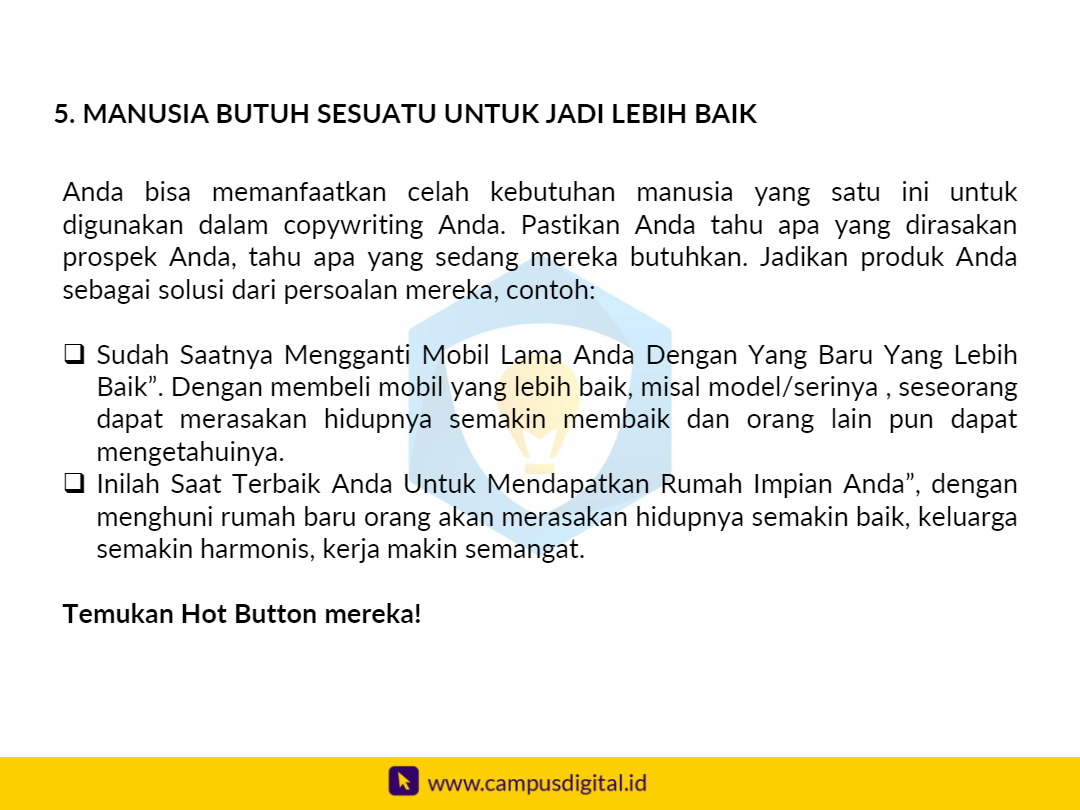 5. MANUSIA BUTUH SESUATU UNTUK JADI LEBIH BAIK
Anda bisa memanfaatkan celah kebutuhan manusia yang satu ini untuk
digunakan dalam copywriting Anda. Pastikan Anda tahu apa yang dirasakan
prospek Anda, tahu apa yang sedang mereka butuhkan. Jadikan produk Anda
sebagai solusi dari persoalan mereka, contoh:
❑ Sudah Saatnya Mengganti Mobil Lama Anda Dengan Yang Baru Yang Lebih
Baik”. Dengan membeli mobil yang lebih baik, misal model/serinya , seseorang
dapat merasakan hidupnya semakin membaik dan orang lain pun dapat
mengetahuinya.
❑ Inilah Saat Terbaik Anda Untuk Mendapatkan Rumah Impian Anda”, dengan
menghuni rumah baru orang akan merasakan hidupnya semakin baik, keluarga
semakin harmonis, kerja makin semangat.
Temukan Hot Button mereka!
www.campusdigital.id